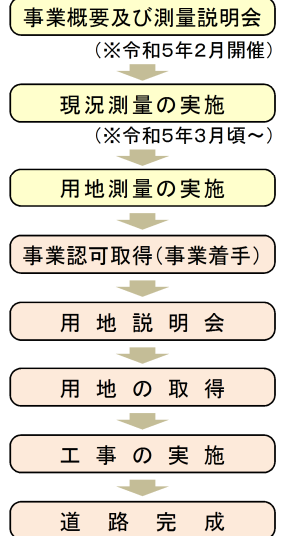 事業概要及び測量説明会
（※令和5年2月開催）
現況測量の実施
（※令和5年3月頃～）
用地測量の実施
事業認可取得（事業着手）
用地説明会
用地の取得
工事の実施
道路完成